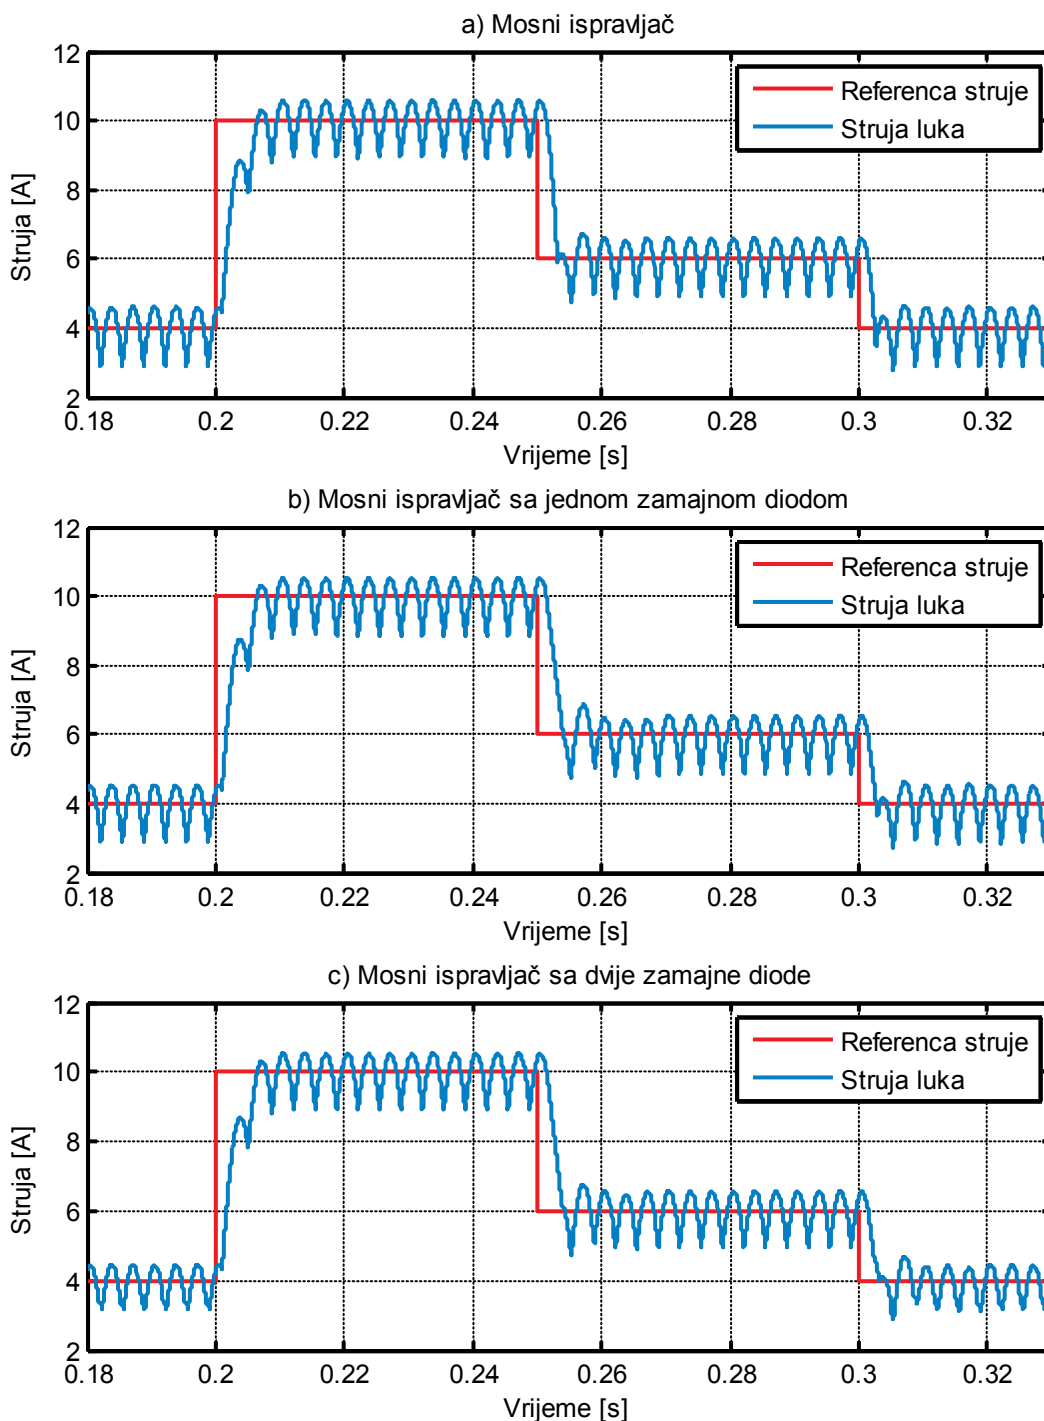 a) Mosni ispravljač
12
10
8
6
4
2
Struja [A]
Referenca struje
Struja luka
0.18 0.2 0.22 0.24 0.26 0.28 0.3 0.32
Vrijeme [s]
b) Mosni ispravljač sa jednom zamajnom diodom
12
10
8
6
4
2
Struja [A]
Referenca struje
Struja luka
0.18 0.2 0.22 0.24 0.26 0.28 0.3 0.32
Vrijeme [s]
c) Mosni ispravljač sa dvije zamajne diode
12
10
8
6
4
2
Struja [A]
Referenca struje
Struja luka
0.18 0.2 0.22 0.24 0.26 0.28 0.3 0.32
Vrijeme [s]